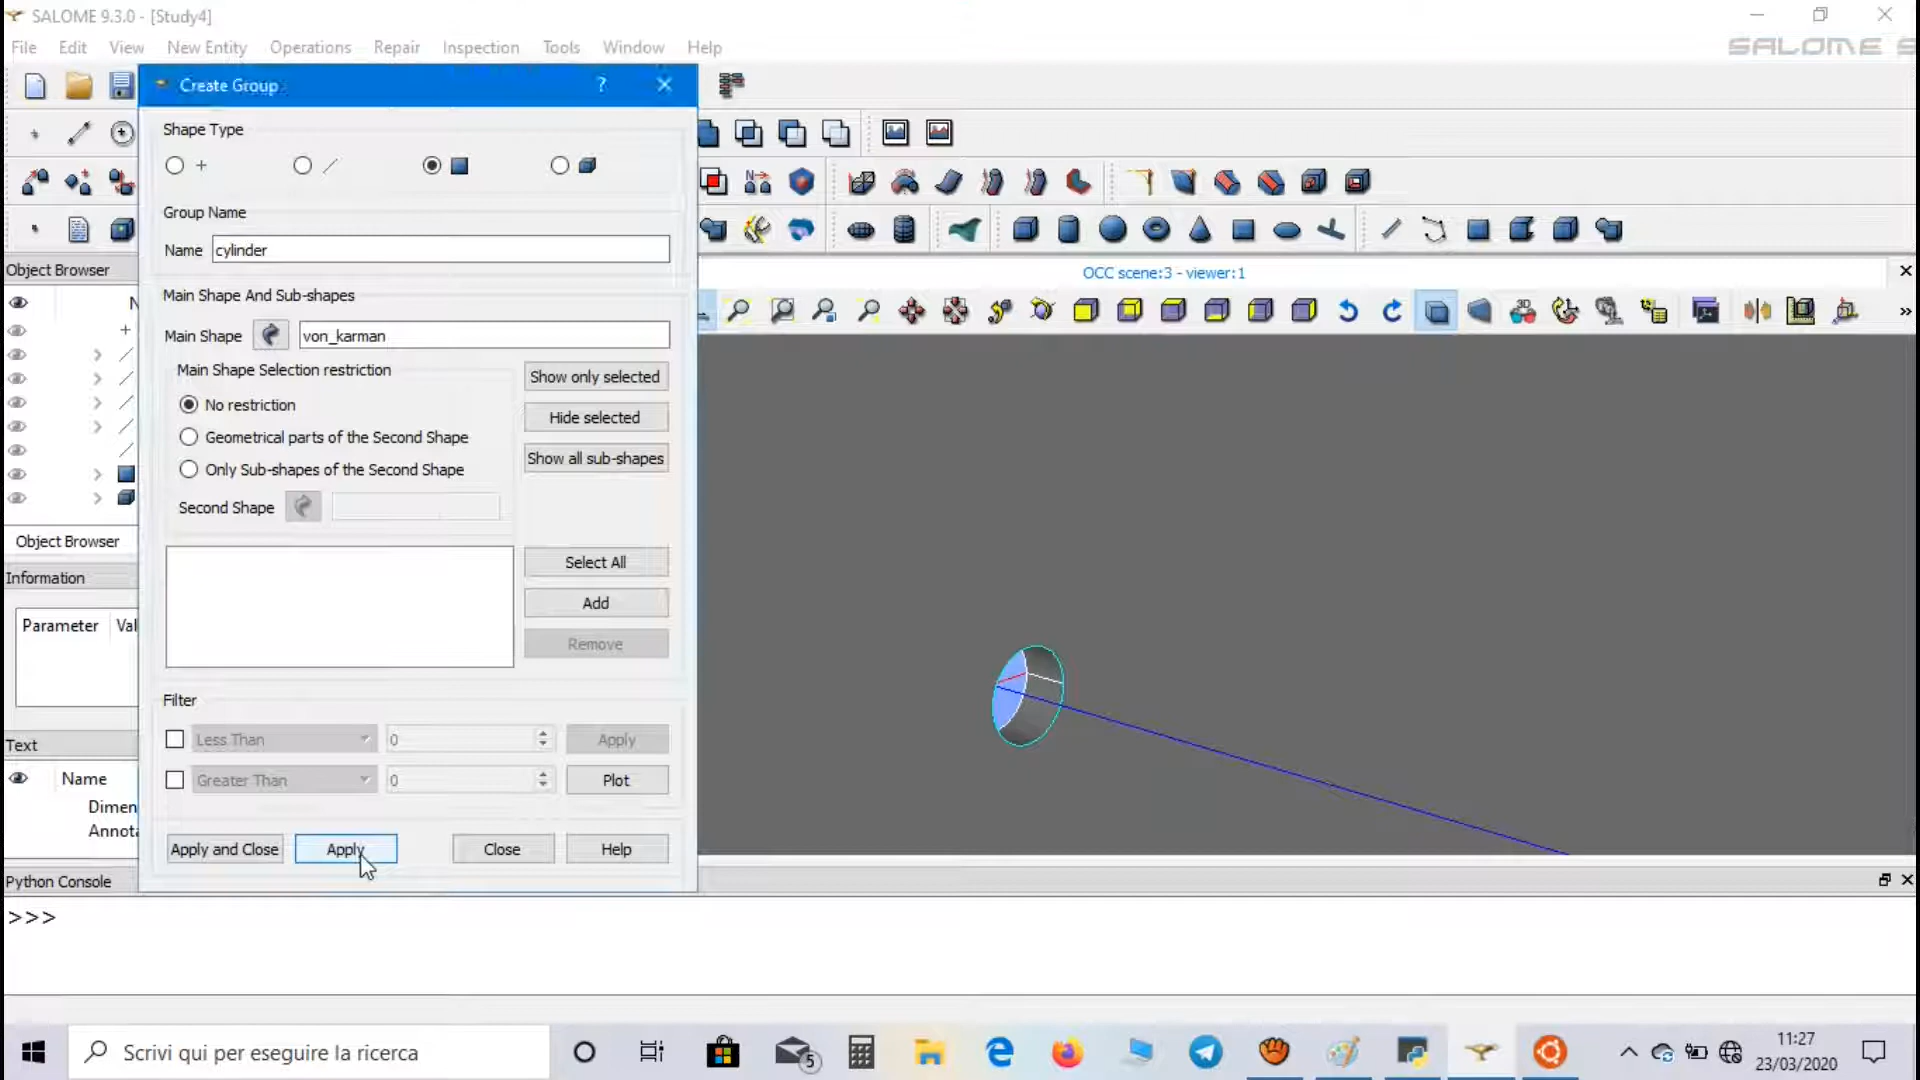 SALOME 9.3.0 - [Study4]
File Edit View New Entity Operations Repair Inspection Tools Window Help
SALOME
Create Group ?
Shape Type
Group Name
Name cylinder
Object Browser
OCC scene:3 - viewer:1
Main Shape And Sub-shapes
Main Shape von_karman
Main Shape Selection restriction
Show only selected
No restriction
Hide selected
Geometrical parts of the Second Shape
Show all sub-shapes
Only Sub-shapes of the Second Shape
Second Shape
Object Browser
Select All
Information
Add
Parameter Val
Remove
Filter
Less Than 0 Apply
Text
Name
Greater Than 0 Plot
Dimen
Annota
Apply and Close Apply Close Help
Python Console
>>>
Scrivi qui per eseguire la ricerca
5
11:27
23/03/2020